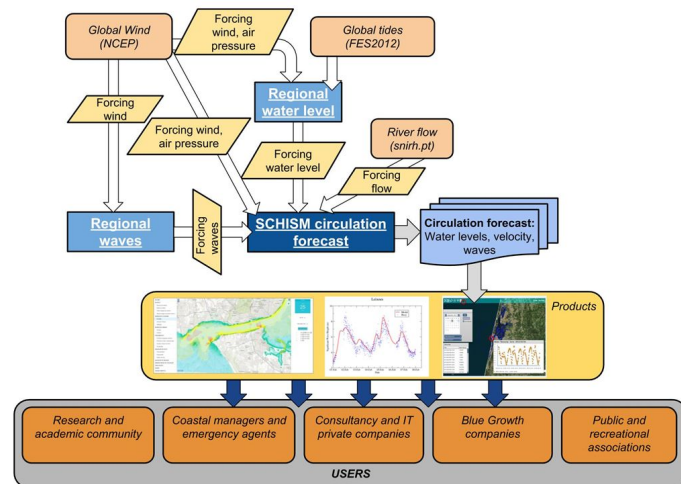 Global Wind
(NCEP)
Forcing
wind, air
pressure
Global tides
(FES2012)
Regional
water level
Forcing
wind
Forcing wind,
air pressure
River flow
(snirh.pt)
Forcing
water level
Forcing
flow
Regional
waves
Forcing
waves
SCHISM circulation
forecast
Circulation forecast:
Water levels, velocity,
waves
Products
Research and
academic community
Coastal managers and
emergency agents
Consultancy and IT
private companies
Blue Growth
companies
Public and
recreational
associations
USERS